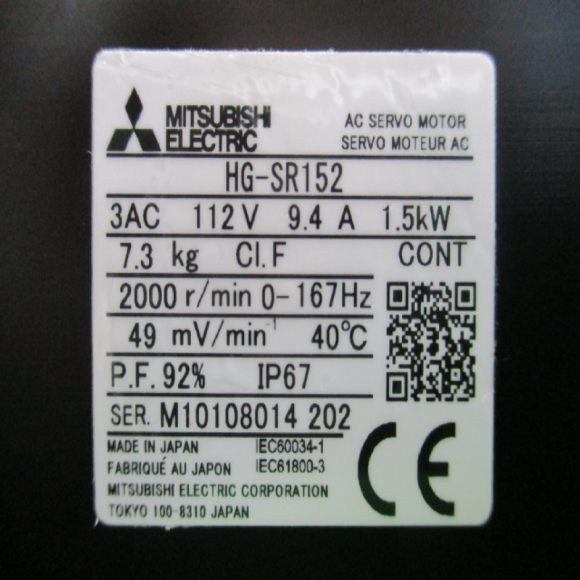 MITSUBISHI
ELECTRIC
AC SERVO MOTOR
SERVO MOTEUR AC
HG-SR152
3AC 112 V 9.4 A 1.5kW
7.3 kg Cl.F CONT
2000 r/min 0-167Hz
49 mV/min⁻¹ 40℃
P.F. 92% IP67
SER. M10108014 202
MADE IN JAPAN IEC60034-1
FABRIQUÉ AU JAPON IEC61800-3
MITSUBISHI ELECTRIC CORPORATION
TOKYO 100-8310 JAPAN
CE